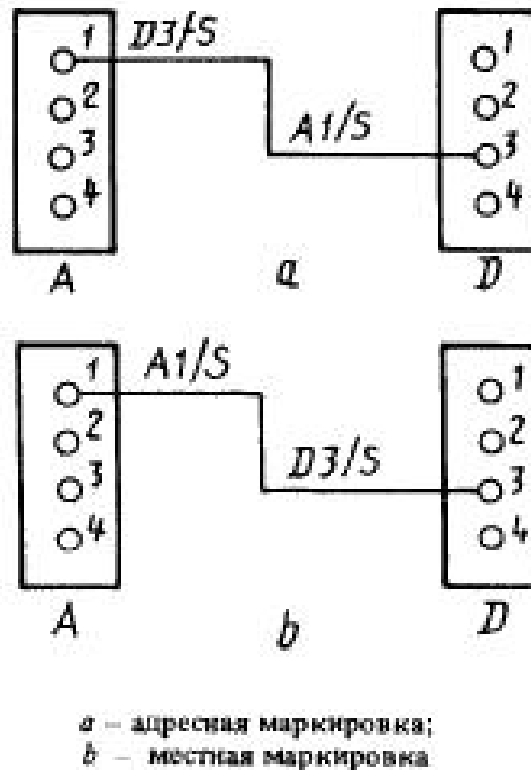 1 D3/S 1
2 2
3 A1/S 3
4 4
A a D
1 A1/S 1
2 2
3 D3/S 3
4 4
A b D
a – адресная маркировка;
b – местная маркировка